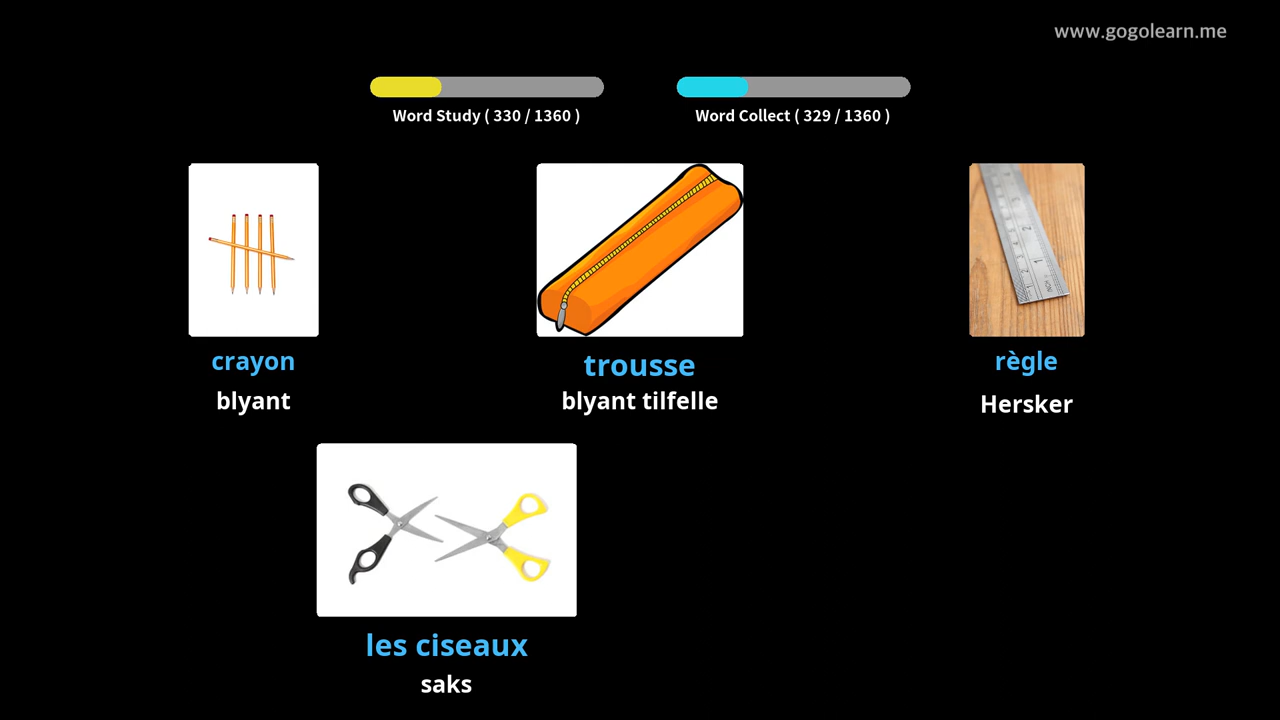 www.gogolearn.me
Word Study ( 330 / 1360 )
Word Collect ( 329 / 1360 )
crayon
blyant
trousse
blyant tilfelle
règle
Hersker
les ciseaux
saks